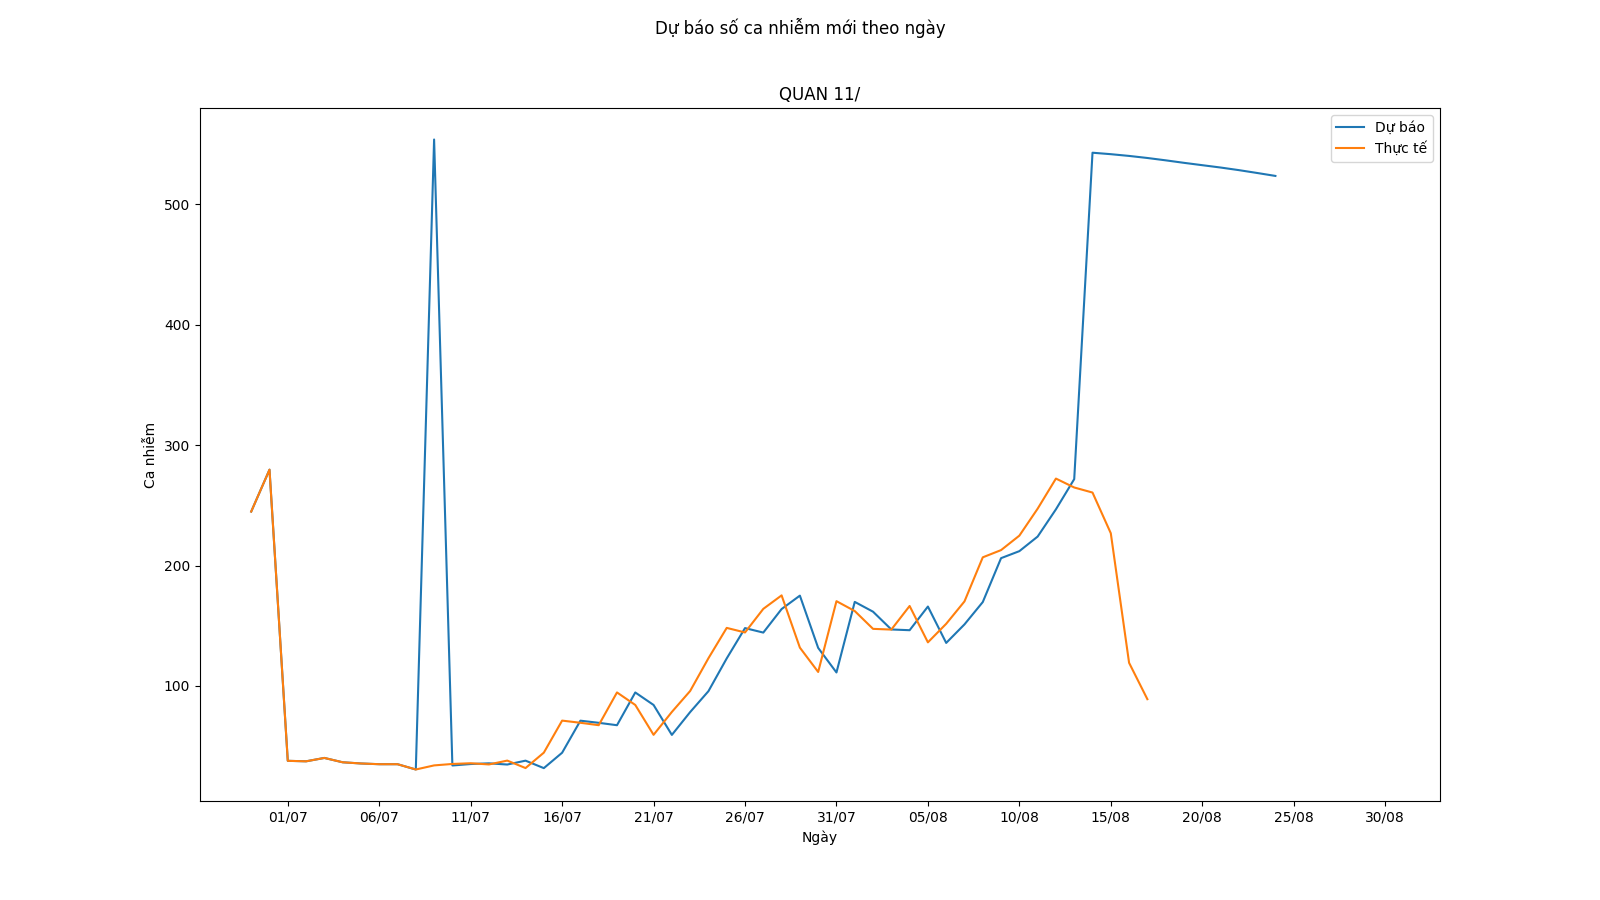 Dự báo số ca nhiễm mới theo ngày
QUAN 11/
Dự báo
Thực tế
500
400
300
200
100
Ca nhiễm
01/07 06/07 11/07 16/07 21/07 26/07 31/07 05/08 10/08 15/08 20/08 25/08 30/08
Ngày